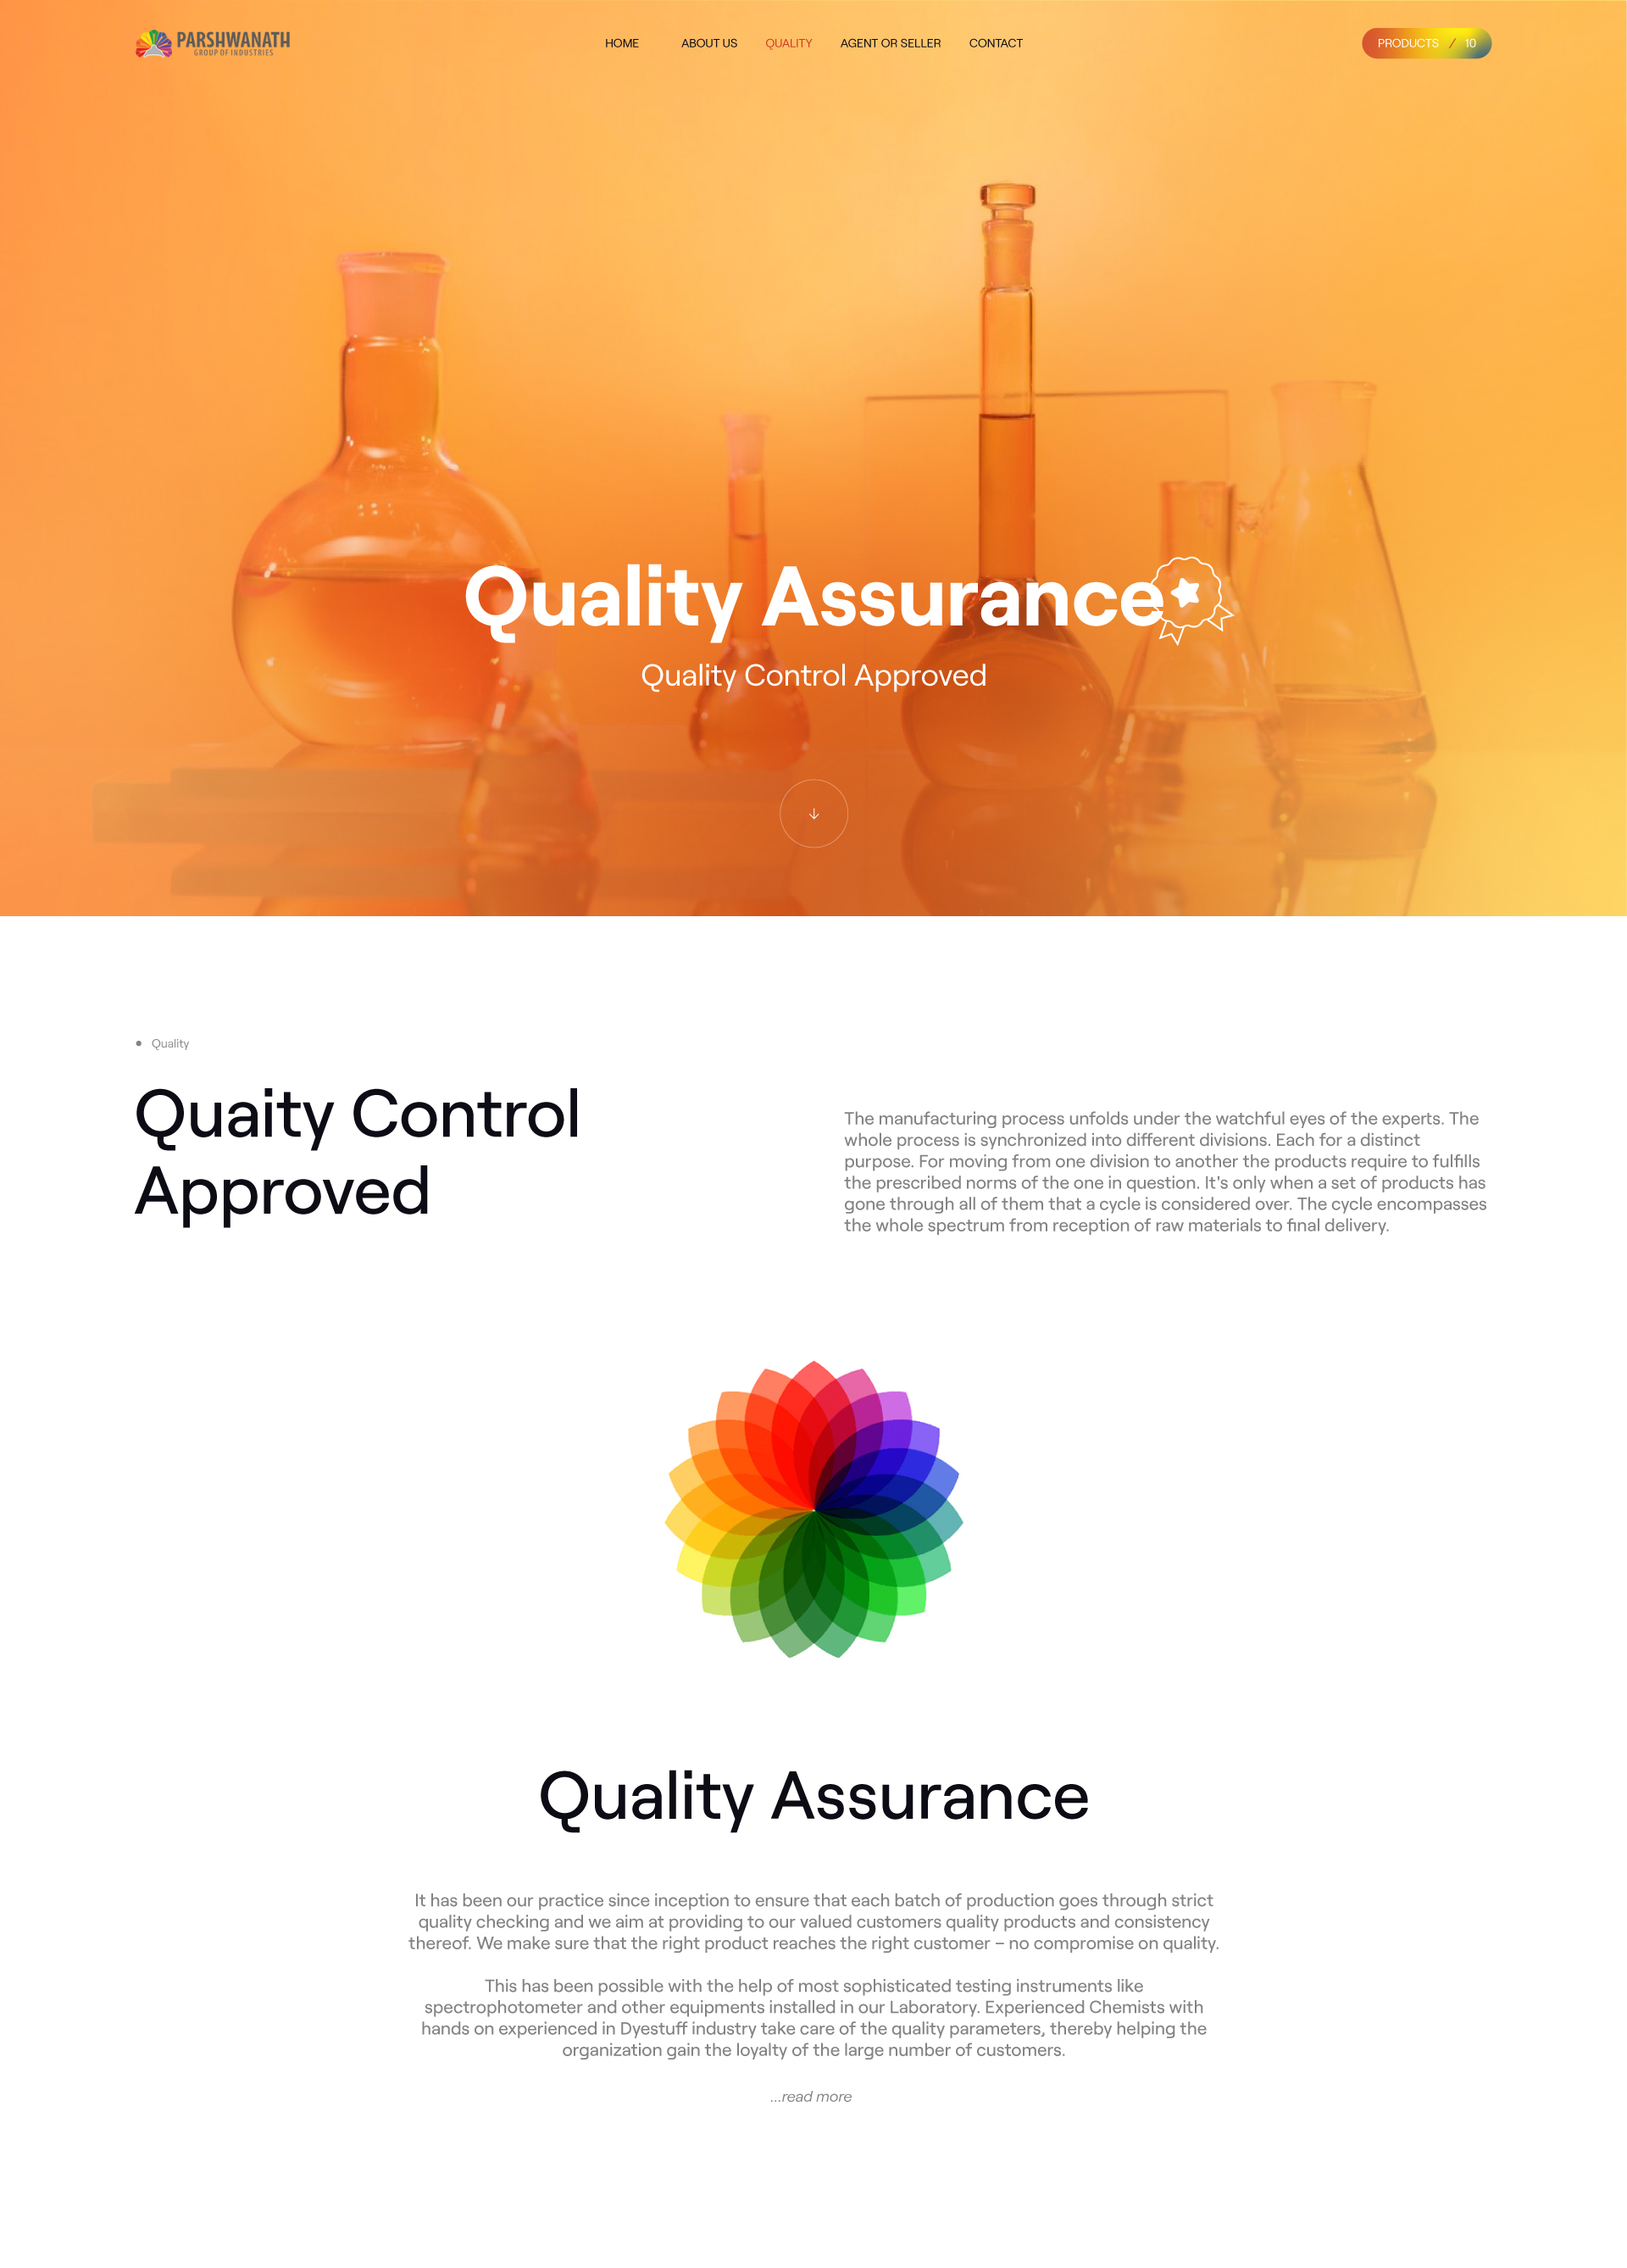 PARSHWANATH
GROUP OF INDUSTRIES
HOME ABOUT US QUALITY AGENT OR SELLER CONTACT
PRODUCTS / 10
Quality Assurance
Quality Control Approved
Quality
Quaity Control
Approved
The manufacturing process unfolds under the watchful eyes of the experts. The
whole process is synchronized into different divisions. Each for a distinct
purpose. For moving from one division to another the products require to fulfills
the prescribed norms of the one in question. It's only when a set of products has
gone through all of them that a cycle is considered over. The cycle encompasses
the whole spectrum from reception of raw materials to final delivery.
Quality Assurance
It has been our practice since inception to ensure that each batch of production goes through strict
quality checking and we aim at providing to our valued customers quality products and consistency
thereof. We make sure that the right product reaches the right customer – no compromise on quality.
This has been possible with the help of most sophisticated testing instruments like
spectrophotometer and other equipments installed in our Laboratory. Experienced Chemists with
hands on experienced in Dyestuff industry take care of the quality parameters, thereby helping the
organization gain the loyalty of the large number of customers.
...read more